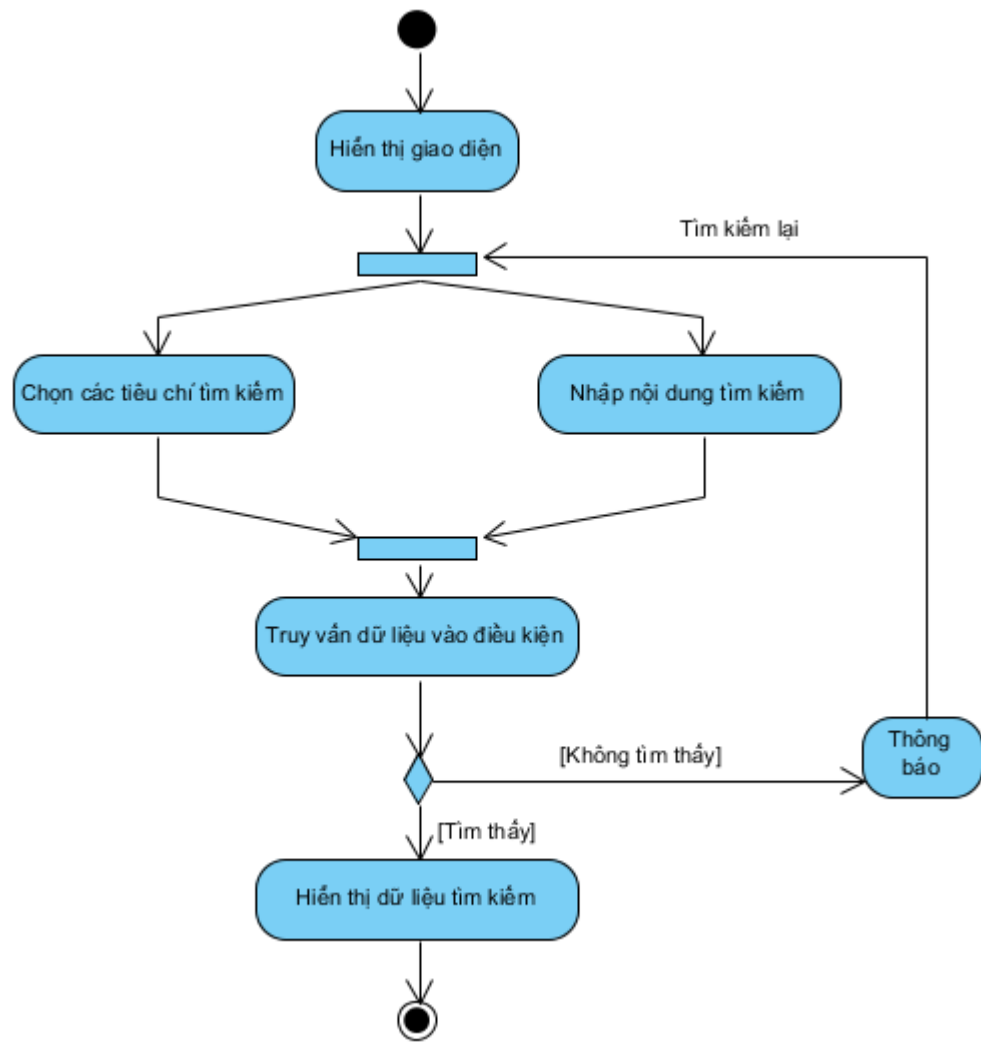 Hiển thị giao diện
Tìm kiếm lại
Chọn các tiêu chí tìm kiếm
Nhập nội dung tìm kiếm
Truy vấn dữ liệu vào điều kiện
[Không tìm thấy]
Thông
báo
[Tìm thấy]
Hiển thị dữ liệu tìm kiếm